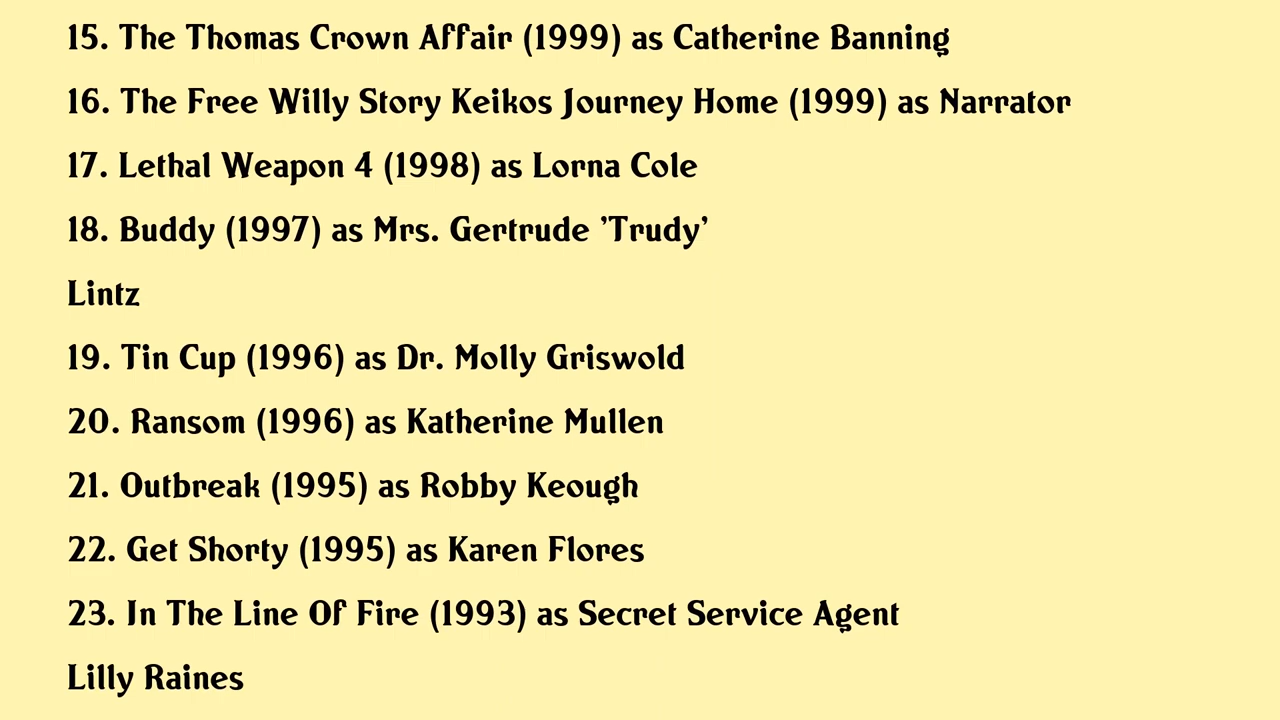 15. The Thomas Crown Affair (1999) as Catherine Banning
16. The Free Willy Story Keikos Journey Home (1999) as Narrator
17. Lethal Weapon 4 (1998) as Lorna Cole
18. Buddy (1997) as Mrs. Gertrude 'Trudy'
Lintz
19. Tin Cup (1996) as Dr. Molly Griswold
20. Ransom (1996) as Katherine Mullen
21. Outbreak (1995) as Robby Keough
22. Get Shorty (1995) as Karen Flores
23. In The Line Of Fire (1993) as Secret Service Agent
Lilly Raines